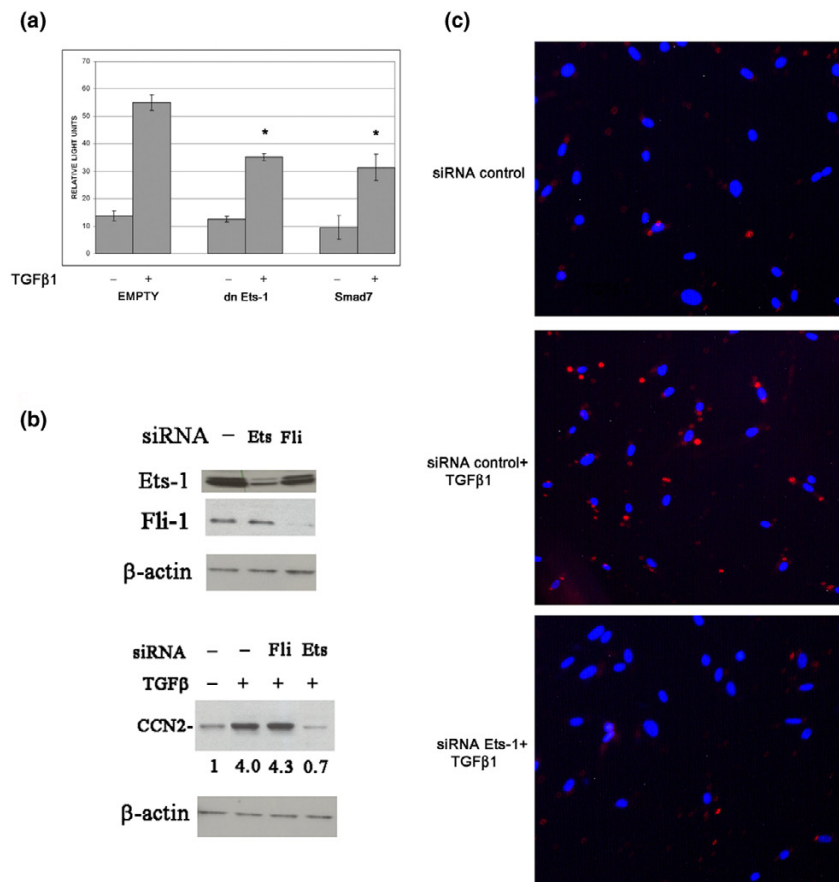 (a)
RELATIVE LIGHT UNITS
70
60
50
40
30
20
10
0
* *
TGFβ1 – + – + – +
EMPTY dn Ets-1 Smad7
(b)
siRNA – Ets Fli
Ets-1
Fli-1
β-actin
siRNA – – Fli Ets
TGFβ – + + +
CCN2-
1 4.0 4.3 0.7
β-actin
(c)
siRNA control
siRNA control+
TGFβ1
siRNA Ets-1+
TGFβ1